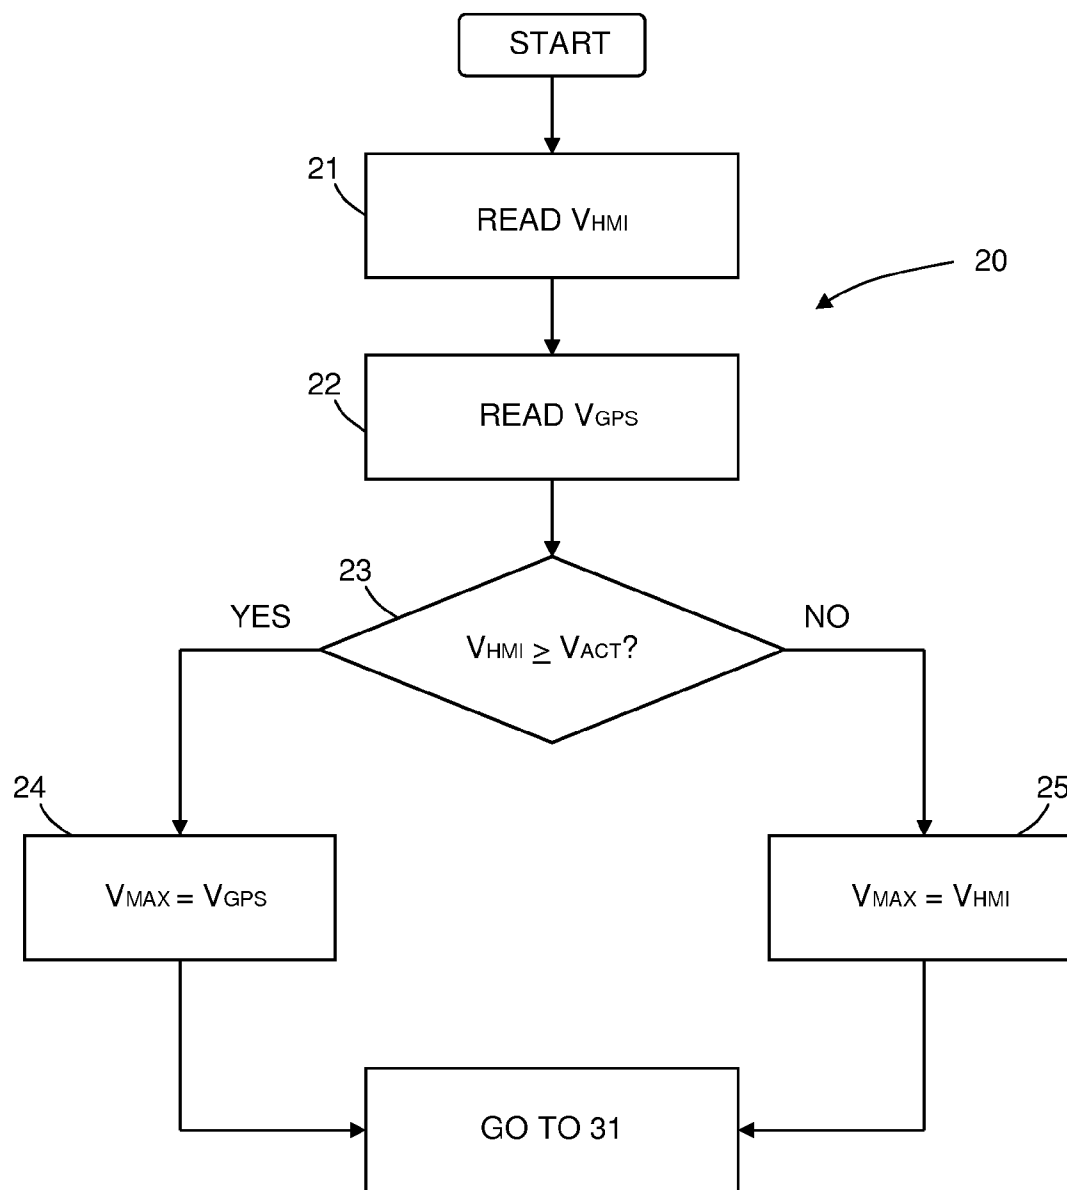 START
21
READ VHMI
20
22
READ VGPS
23
YES
NO
VHMI ≥ VACT?
24
25
VMAX = VGPS
VMAX = VHMI
GO TO 31